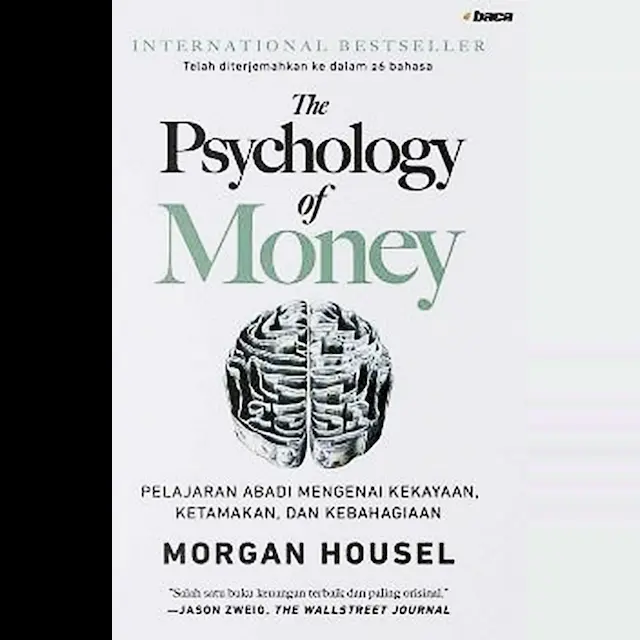 baca
INTERNATIONAL BESTSELLER
Telah diterjemahkan ke dalam 26 bahasa
The
Psychology
of
Money
PELAJARAN ABADI MENGENAI KEKAYAAN,
KETAMAKAN, DAN KEBAHAGIAAN
MORGAN HOUSEL
"Salah satu buku keuangan terbaik dan paling orisinal."
—JASON ZWEIG, THE WALLSTREET JOURNAL